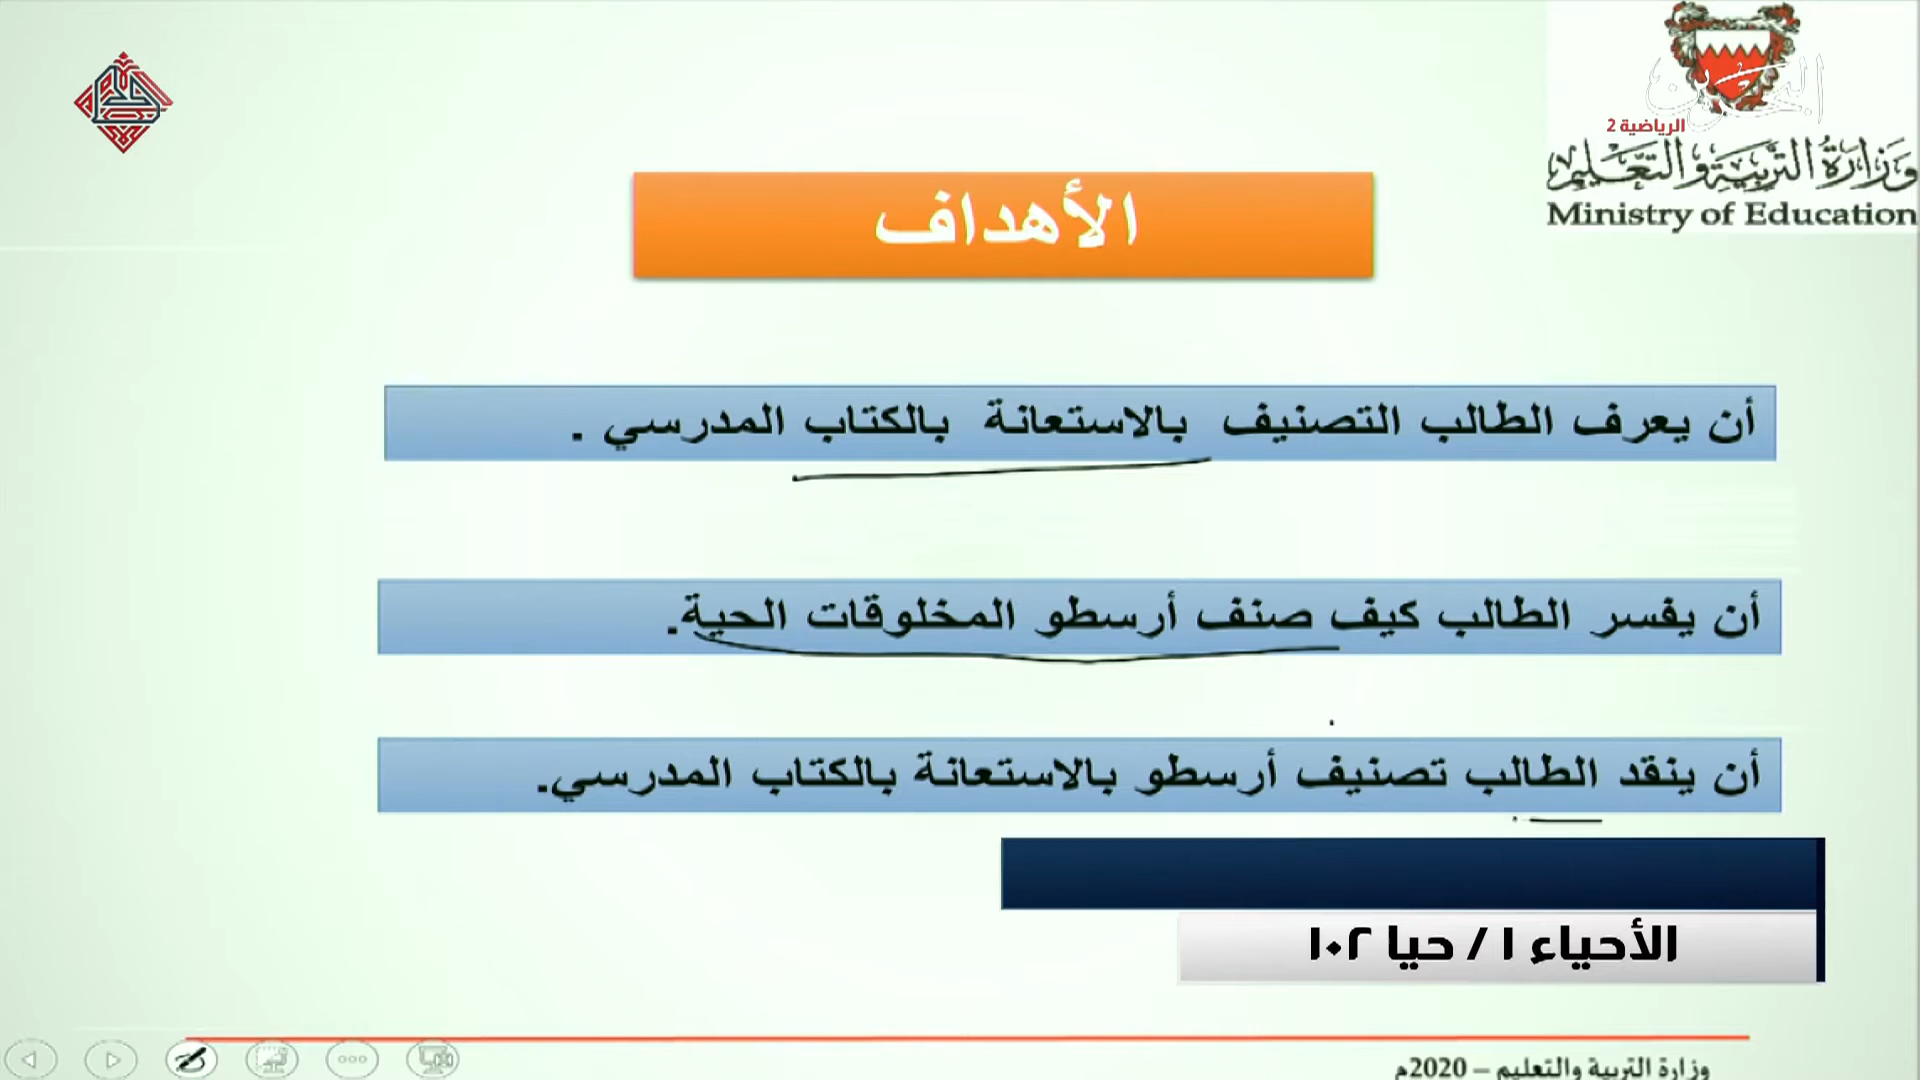 البحرين
الرياضية 2
وزارة التربية والتعليم
Ministry of Education
الأهداف
أن يعرف الطالب التصنيف بالاستعانة بالكتاب المدرسي .
أن يفسر الطالب كيف صنف أرسطو المخلوقات الحية.
أن ينقد الطالب تصنيف أرسطو بالاستعانة بالكتاب المدرسي.
الأحياء ١ / حيا ١٠٢
وزارة التربية والتعليم – 2020م